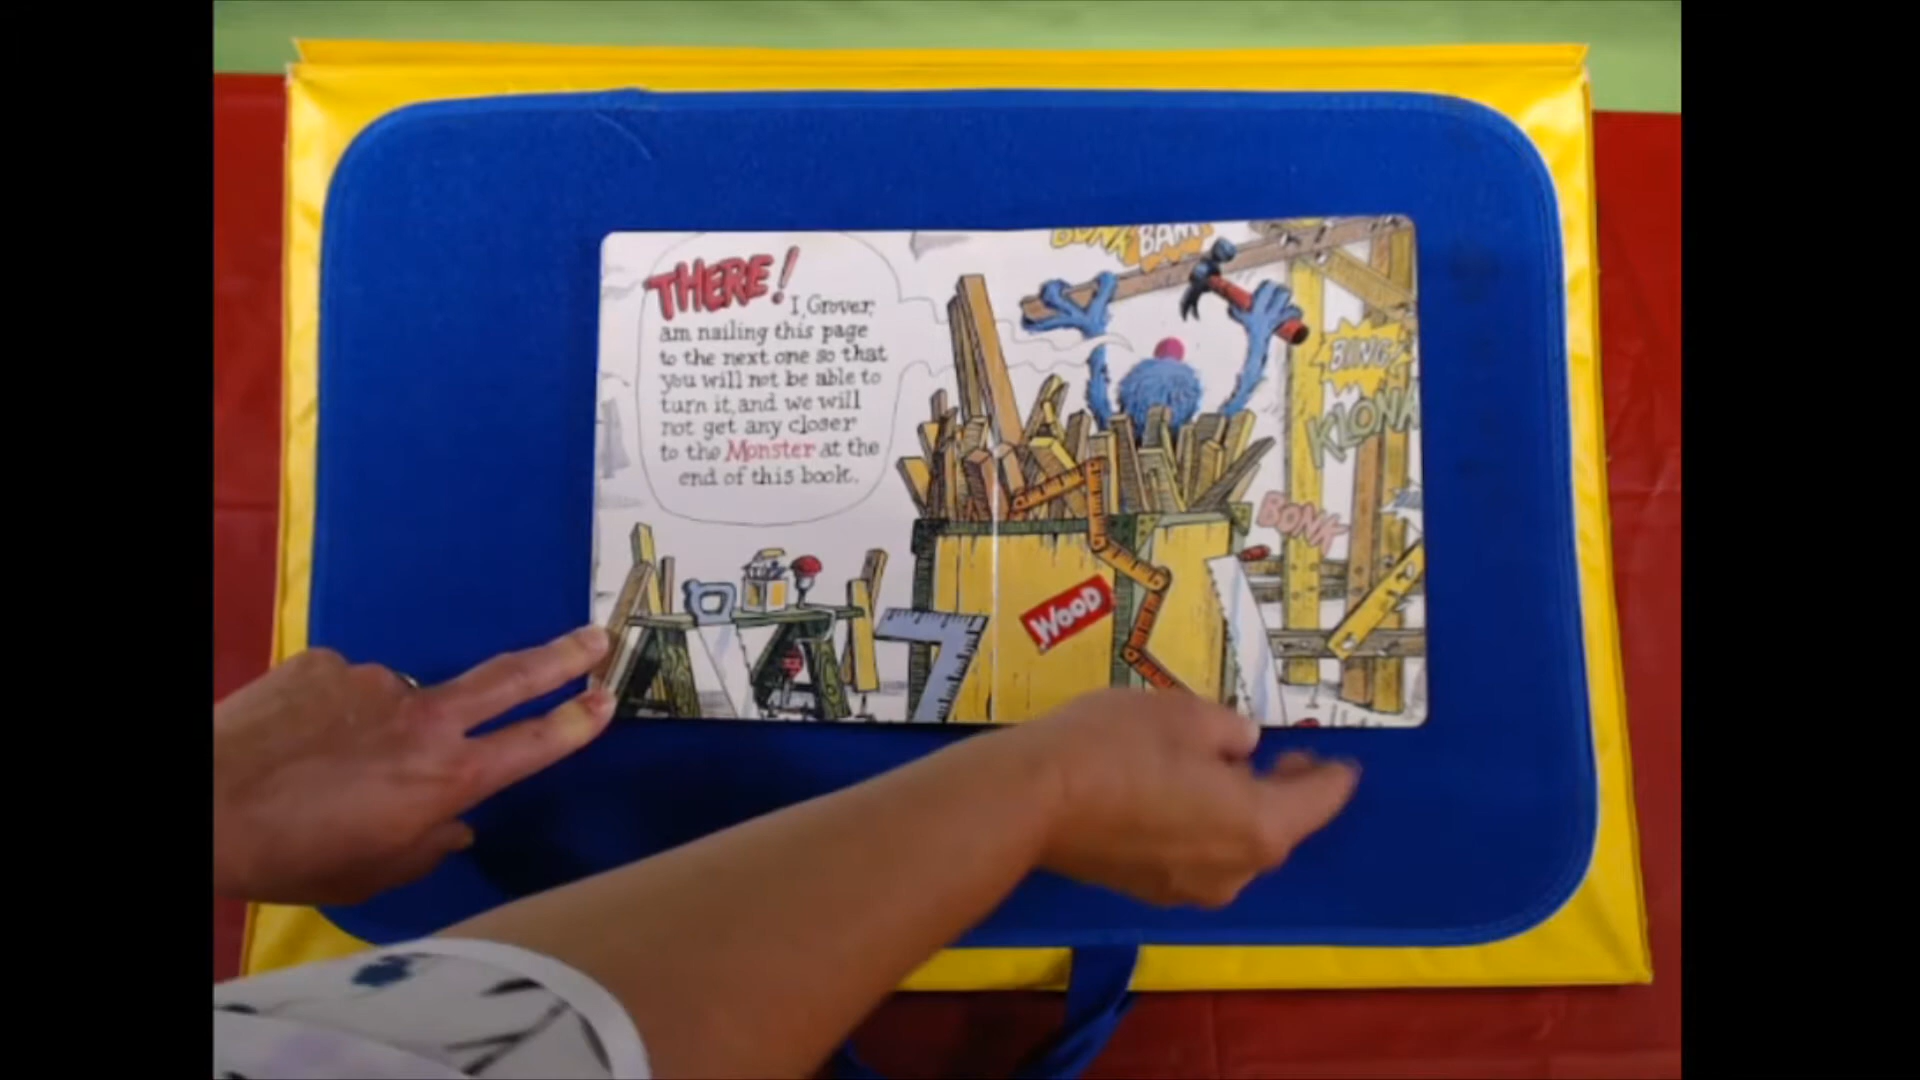 THERE!
I, Grover,
am nailing this page
to the next one so that
you will not be able to
turn it, and we will
not get any closer
to the Monster at the
end of this book.
BONK
BAM!
BING
KLONK
BONK
WOOD